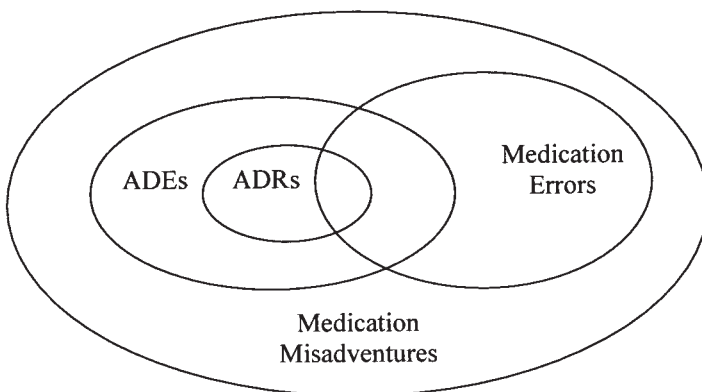 ADEs
ADRs
Medication
Errors
Medication
Misadventures